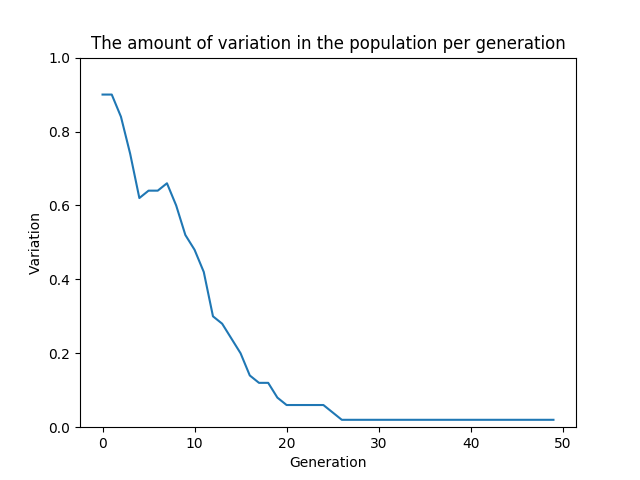 The amount of variation in the population per generation
1.0
0.8
0.6
0.4
0.2
0.0
Variation
0 10 20 30 40 50
Generation